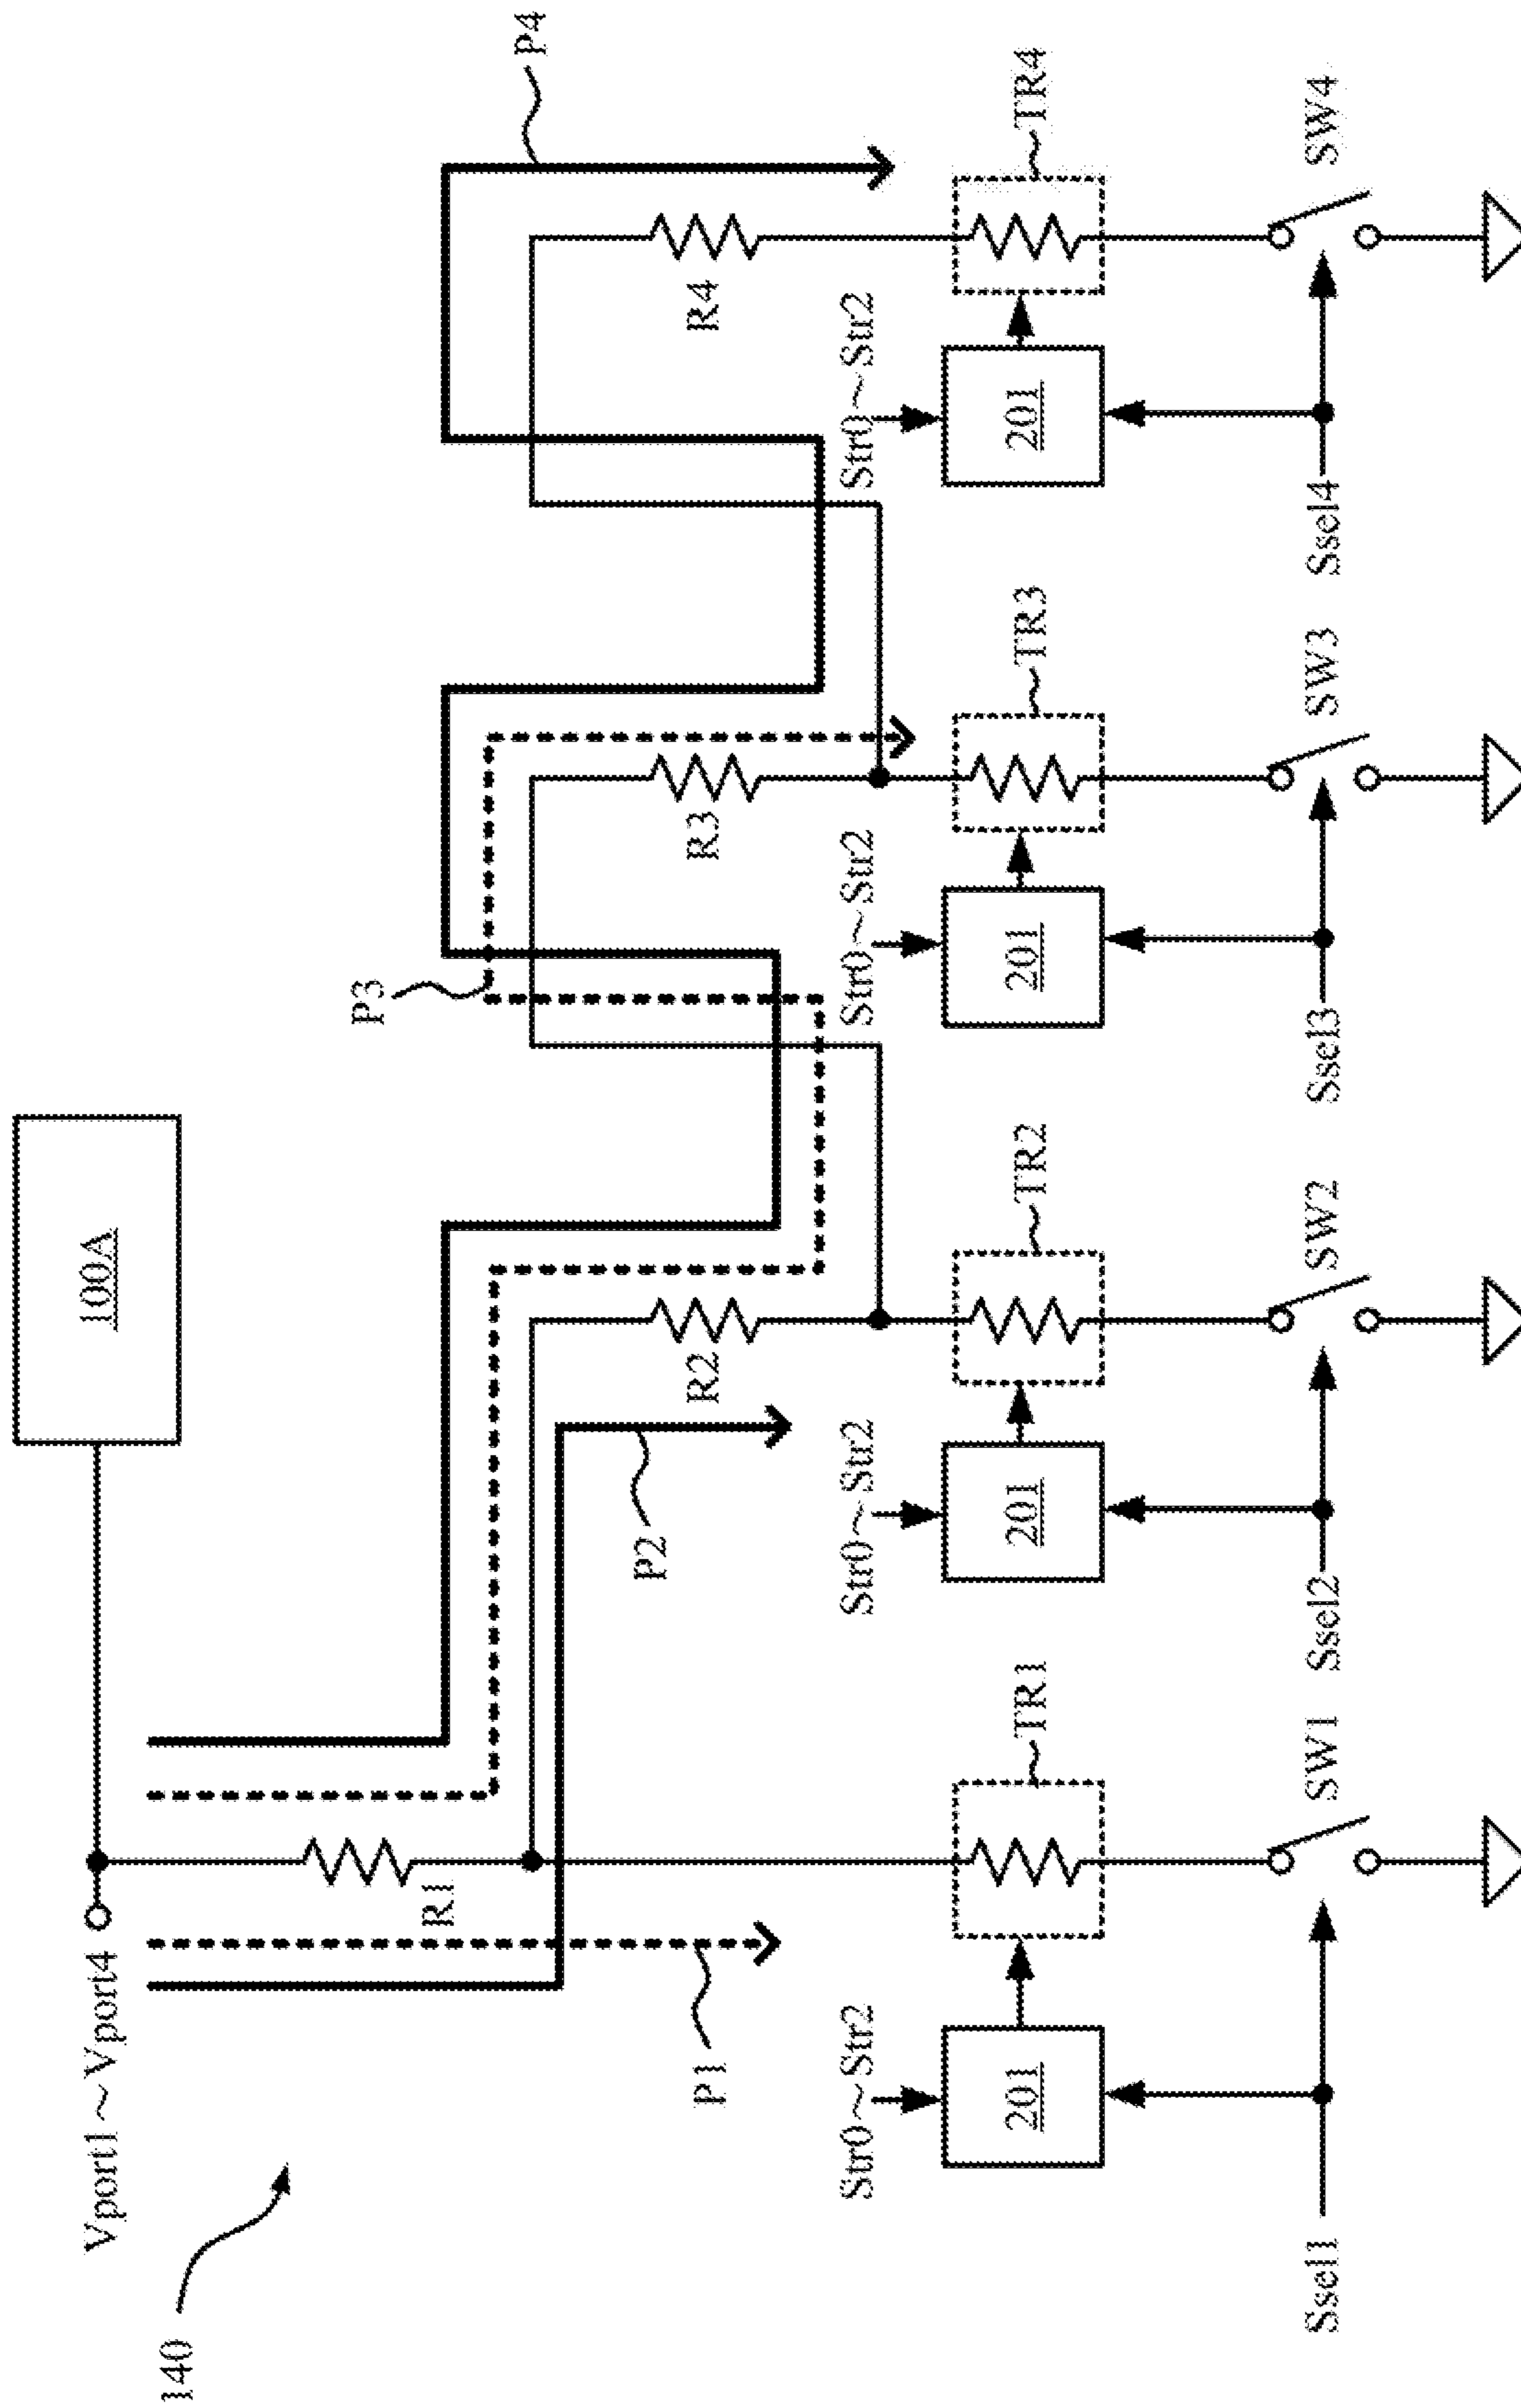 140
Vport1～Vport4
100A
R1
R2
R3
R4
P1
P2
P3
P4
Str0～Str2
Str0～Str2
Str0～Str2
Str0～Str2
201
TR1
201
TR2
201
TR3
201
TR4
Ssel1
SW1
Ssel2
SW2
Ssel3
SW3
Ssel4
SW4